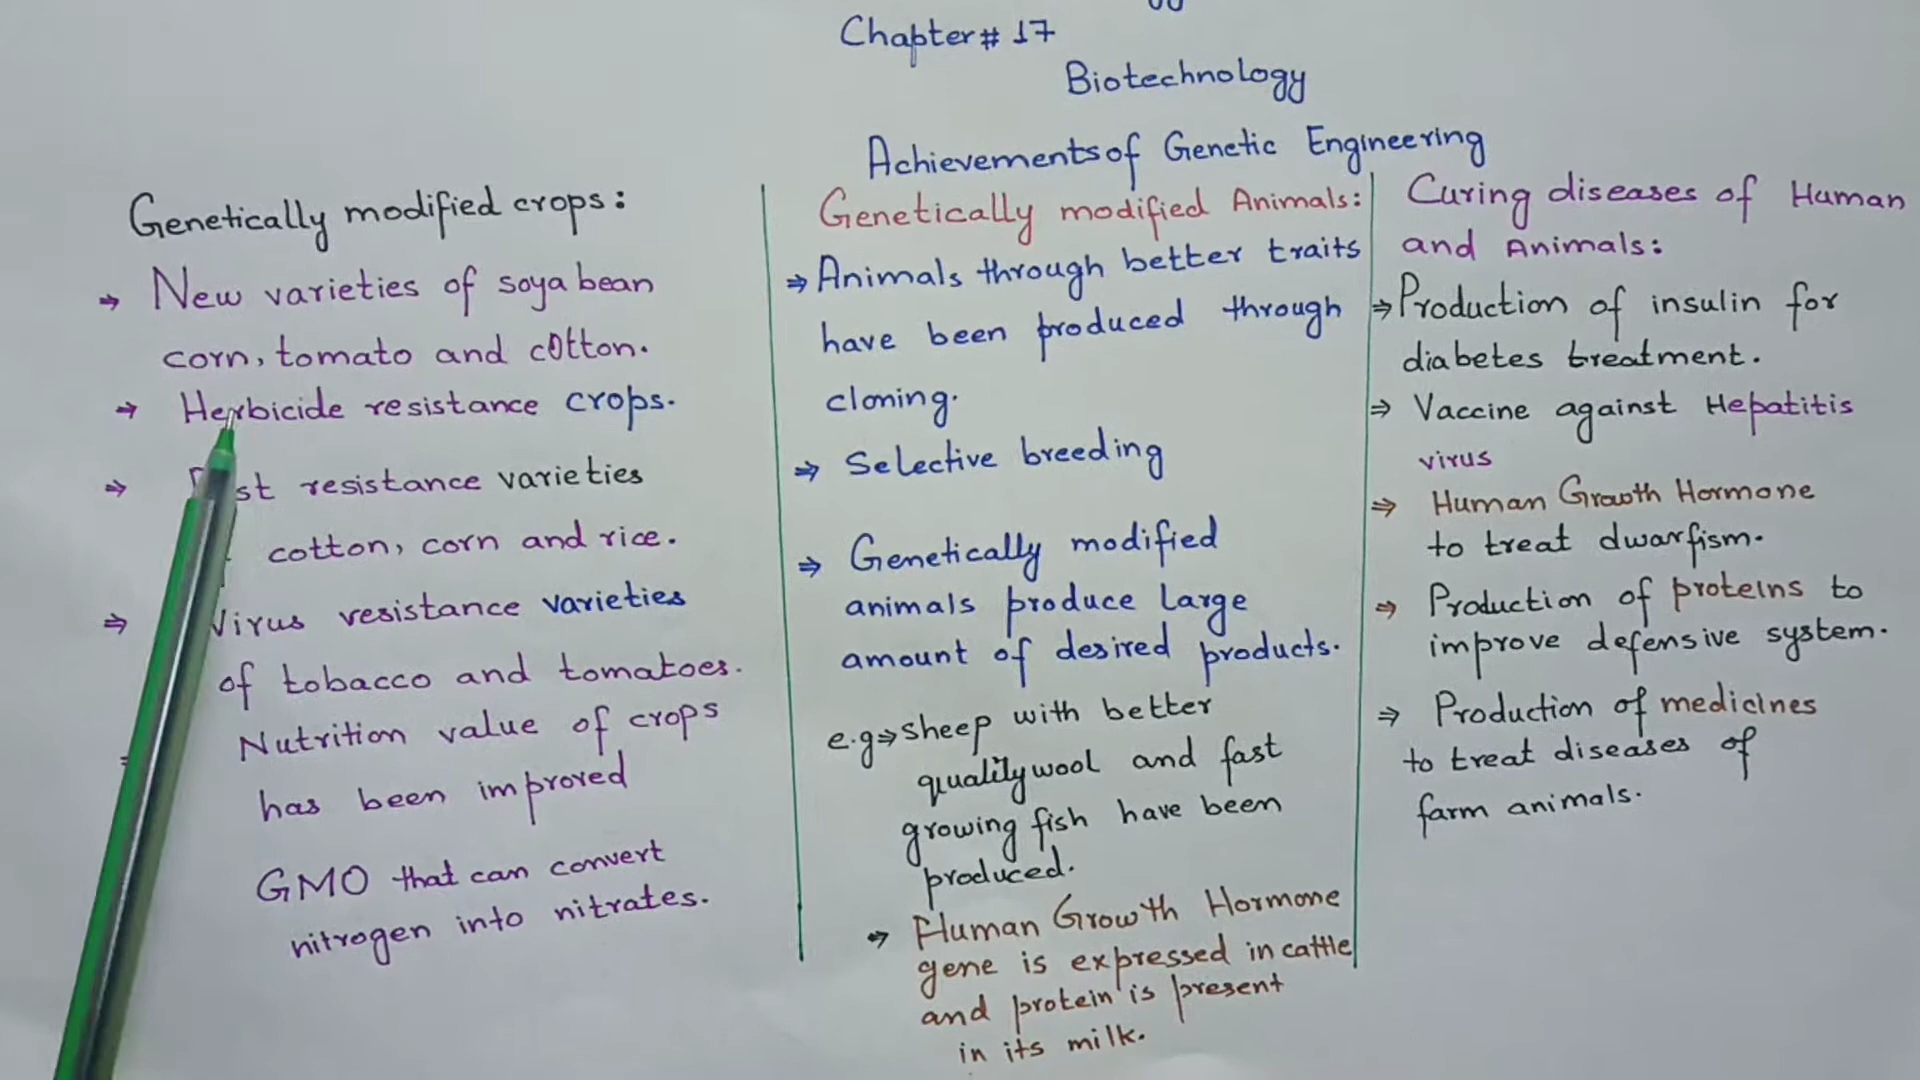 Chapter# 17
Biotechnology
Achievements of Genetic Engineering
Genetically modified crops:
⇒ New varieties of soya bean
corn, tomato and cotton.
⇒ Herbicide resistance crops.
⇒ resistance varieties
cotton, corn and rice.
⇒ Virus resistance varieties
of tobacco and tomatoes.
Nutrition value of crops
has been improved
GMO that can convert
nitrogen into nitrates.
Genetically modified Animals:
⇒ Animals through better traits
have been produced through
cloning.
⇒ Selective breeding
⇒ Genetically modified
animals produce large
amount of desired products.
e.g⇒ sheep with better
quality wool and fast
growing fish have been
produced.
⇒ Human Growth Hormone
gene is expressed in cattle
and protein is present
in its milk.
Curing diseases of Human
and Animals:
⇒ Production of insulin for
diabetes treatment.
⇒ Vaccine against Hepatitis
virus
⇒ Human Growth Hormone
to treat dwarfism.
⇒ Production of proteins to
improve defensive system.
⇒ Production of medicines
to treat diseases of
farm animals.